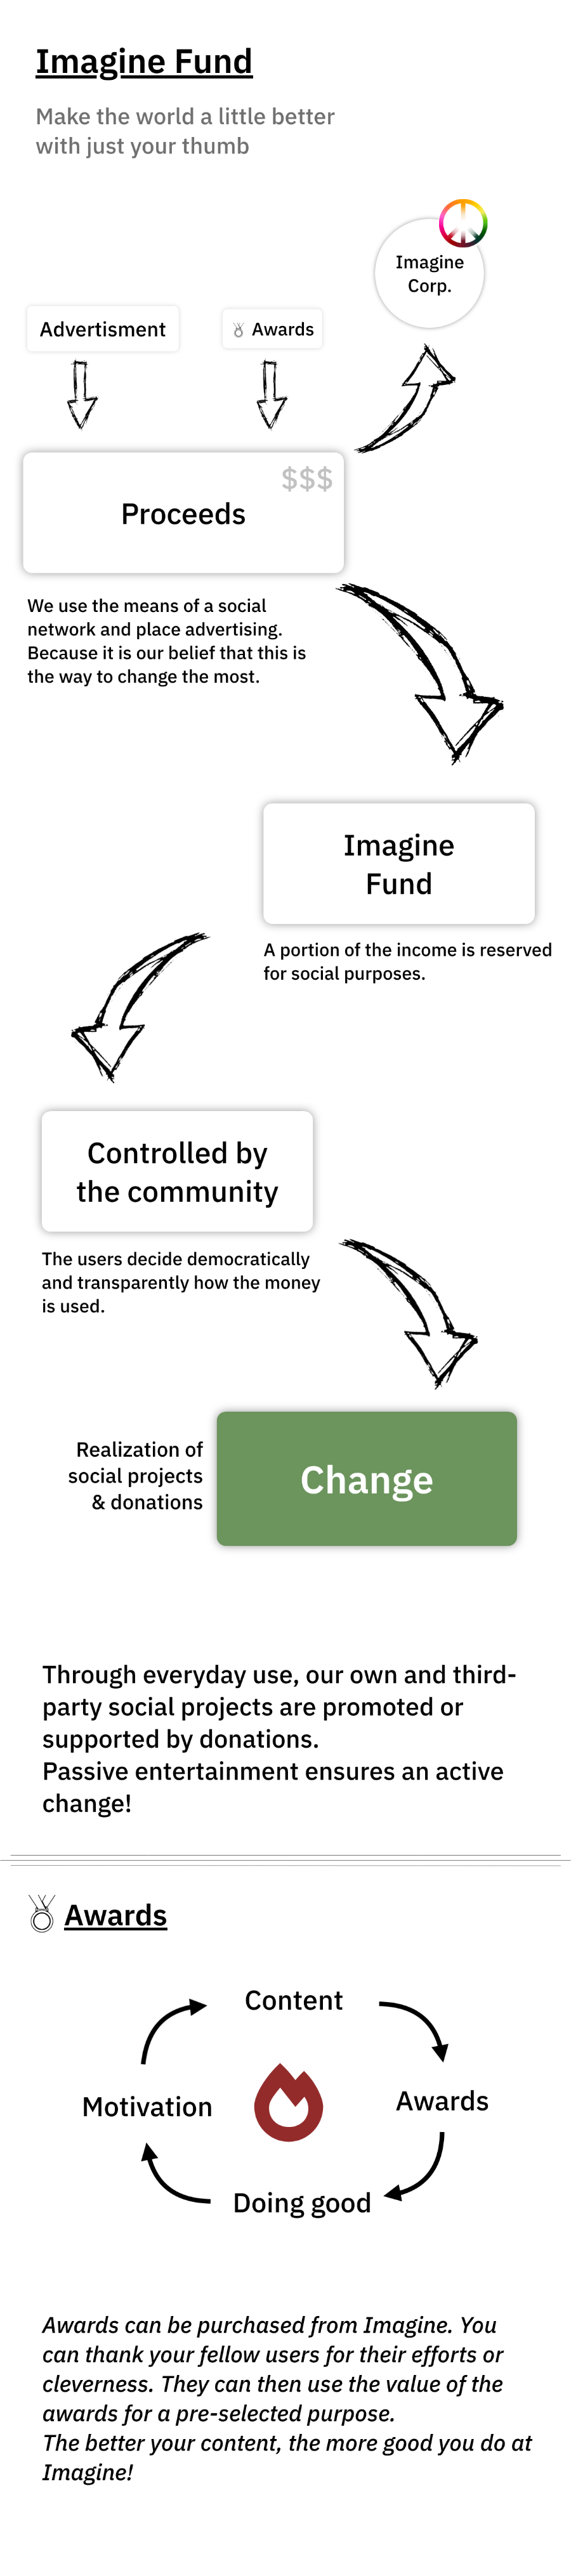 Imagine Fund
Make the world a little better
with just your thumb
Imagine
Corp.
Advertisment
Awards
$$$
Proceeds
We use the means of a social
network and place advertising.
Because it is our belief that this is
the way to change the most.
Imagine
Fund
A portion of the income is reserved
for social purposes.
Controlled by
the community
The users decide democratically
and transparently how the money
is used.
Realization of
social projects
& donations
Change
Through everyday use, our own and third-
party social projects are promoted or
supported by donations.
Passive entertainment ensures an active
change!
Awards
Content
Motivation
Awards
Doing good
Awards can be purchased from Imagine. You
can thank your fellow users for their efforts or
cleverness. They can then use the value of the
awards for a pre-selected purpose.
The better your content, the more good you do at
Imagine!